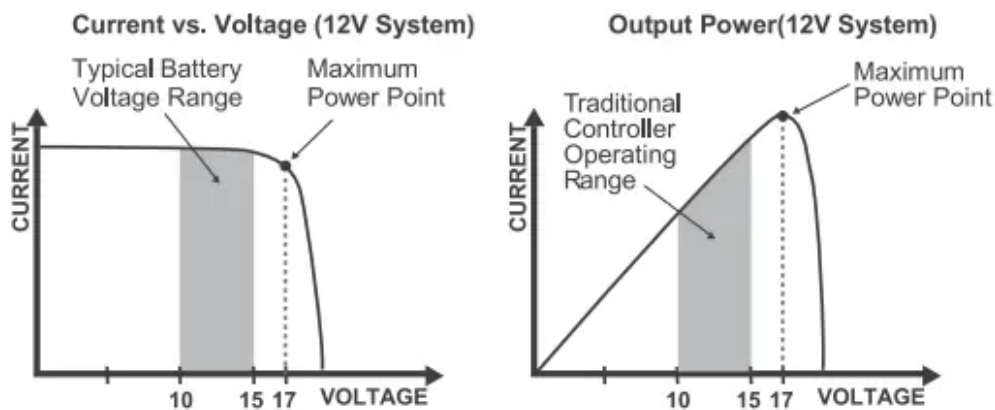 Current vs. Voltage (12V System)
Typical Battery
Voltage Range
Maximum
Power Point
CURRENT
10
15
17
VOLTAGE
Output Power(12V System)
Traditional
Controller
Operating
Range
Maximum
Power Point
CURRENT
10
15
17
VOLTAGE